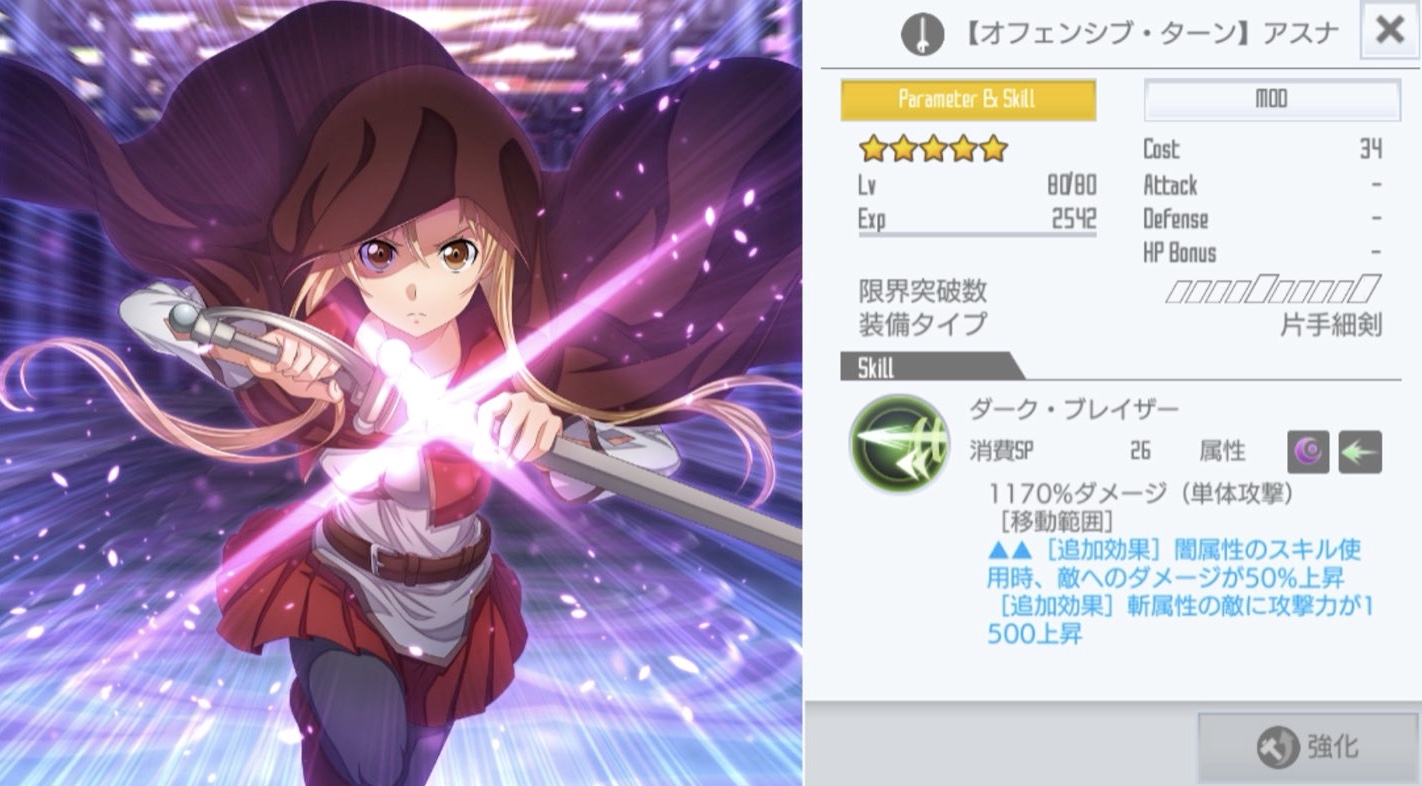 【オフェンシブ・ターン】アスナ
Parameter & Skill
MOD
Cost 34
Lv 80/80
Attack -
Exp 2542
Defense -
HP Bonus -
限界突破数
装備タイプ 片手細剣
Skill
ダーク・ブレイザー
消費SP 26 属性
1170%ダメージ（単体攻撃）
［移動範囲］
▲▲［追加効果］闇属性のスキル使
用時、敵へのダメージが50%上昇
［追加効果］斬属性の敵に攻撃力が1
500上昇
強化